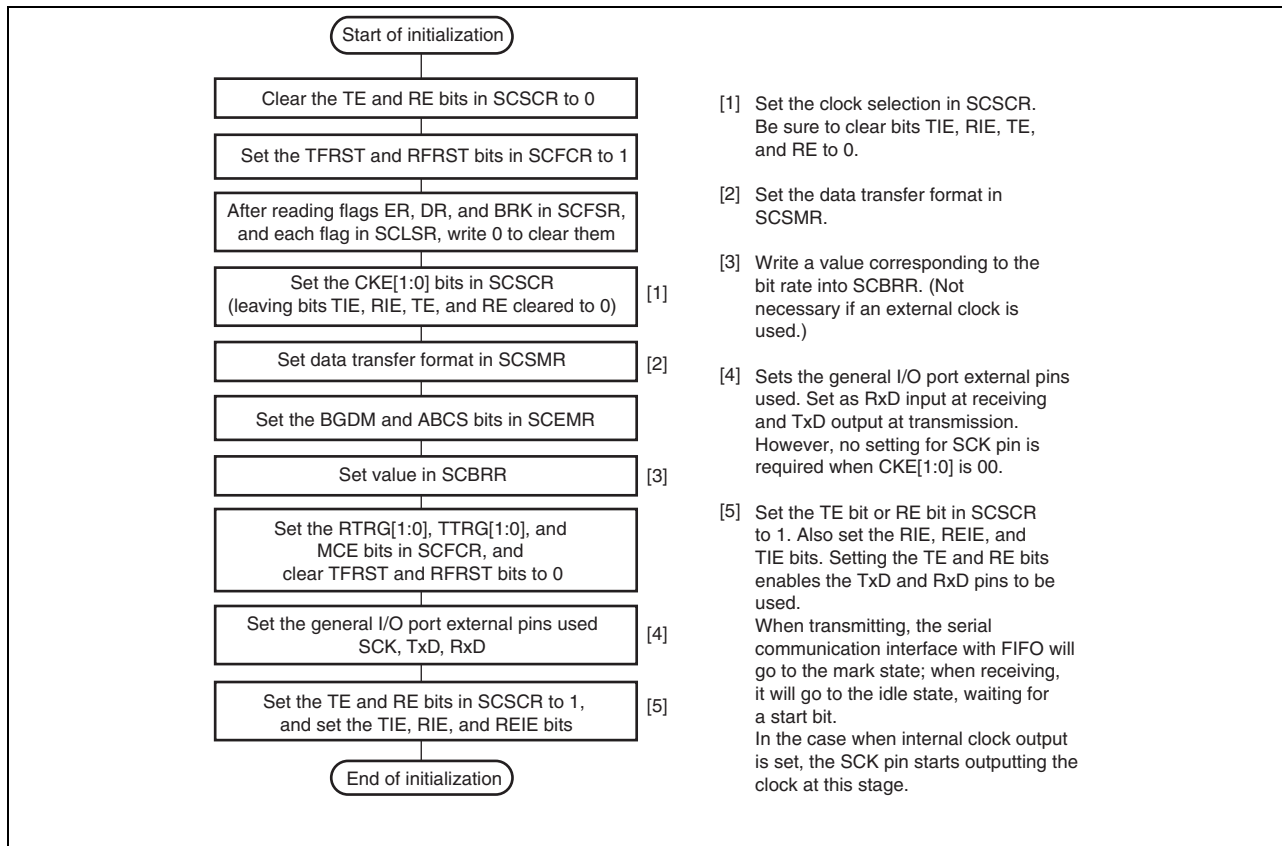 Start of initialization
Clear the TE and RE bits in SCSCR to 0
Set the TFRST and RFRST bits in SCFCR to 1
After reading flags ER, DR, and BRK in SCFSR,
and each flag in SCLSR, write 0 to clear them
Set the CKE[1:0] bits in SCSCR
(leaving bits TIE, RIE, TE, and RE cleared to 0)
[1]
Set data transfer format in SCSMR
[2]
Set the BGDM and ABCS bits in SCEMR
Set value in SCBRR
[3]
Set the RTRG[1:0], TTRG[1:0], and
MCE bits in SCFCR, and
clear TFRST and RFRST bits to 0
Set the general I/O port external pins used
SCK, TxD, RxD
[4]
Set the TE and RE bits in SCSCR to 1,
and set the TIE, RIE, and REIE bits
[5]
End of initialization
[1] Set the clock selection in SCSCR.
Be sure to clear bits TIE, RIE, TE,
and RE to 0.
[2] Set the data transfer format in
SCSMR.
[3] Write a value corresponding to the
bit rate into SCBRR. (Not
necessary if an external clock is
used.)
[4] Sets the general I/O port external pins
used. Set as RxD input at receiving
and TxD output at transmission.
However, no setting for SCK pin is
required when CKE[1:0] is 00.
[5] Set the TE bit or RE bit in SCSCR
to 1. Also set the RIE, REIE, and
TIE bits. Setting the TE and RE bits
enables the TxD and RxD pins to be
used.
When transmitting, the serial
communication interface with FIFO will
go to the mark state; when receiving,
it will go to the idle state, waiting for
a start bit.
In the case when internal clock output
is set, the SCK pin starts outputting the
clock at this stage.